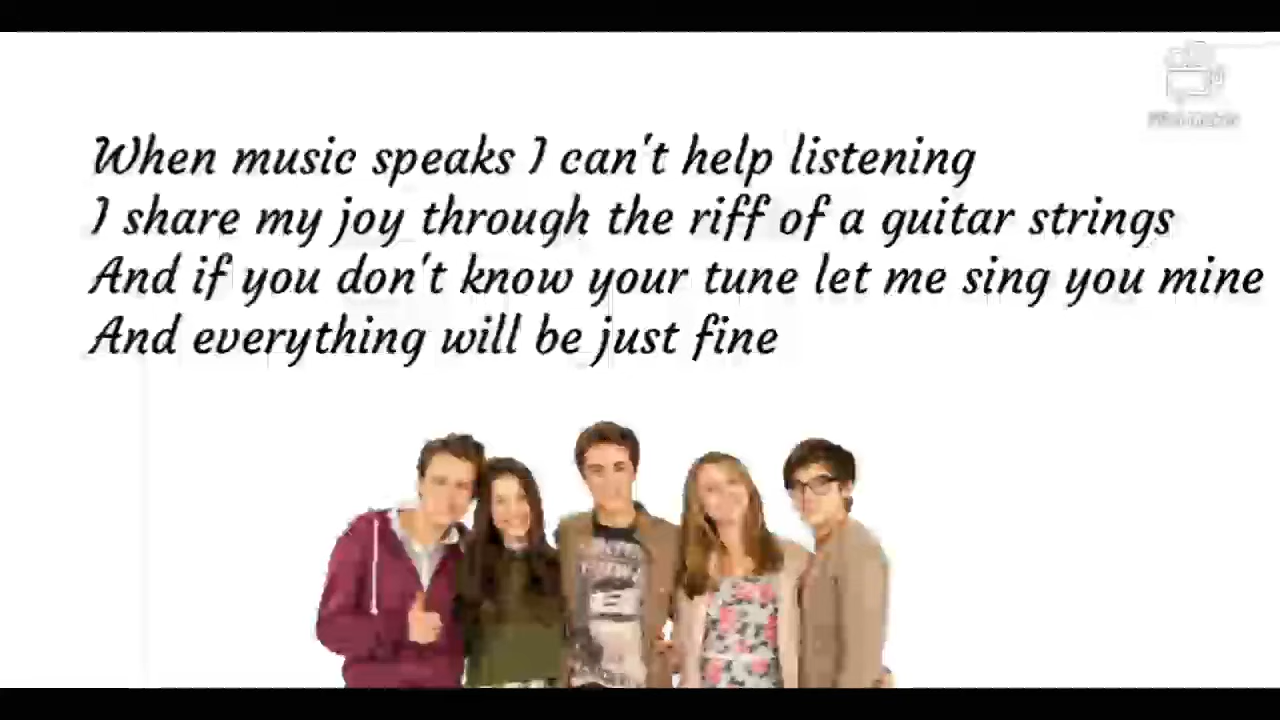 When music speaks I can't help listening
I share my joy through the riff of a guitar strings
And if you don't know your tune let me sing you mine
And everything will be just fine